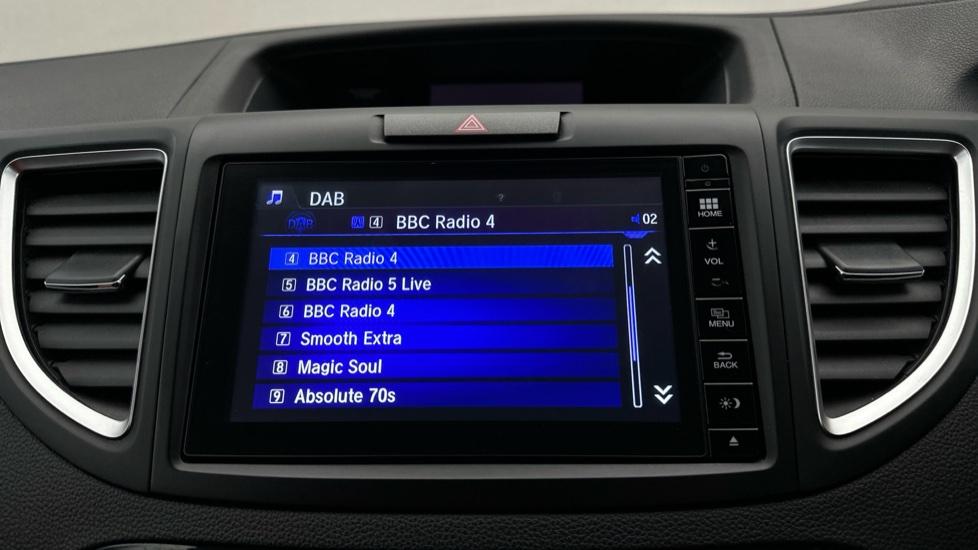 DAB
?
DAB
4 BBC Radio 4
02
4 BBC Radio 4
5 BBC Radio 5 Live
6 BBC Radio 4
7 Smooth Extra
8 Magic Soul
9 Absolute 70s
HOME
+
VOL
-
MENU
BACK